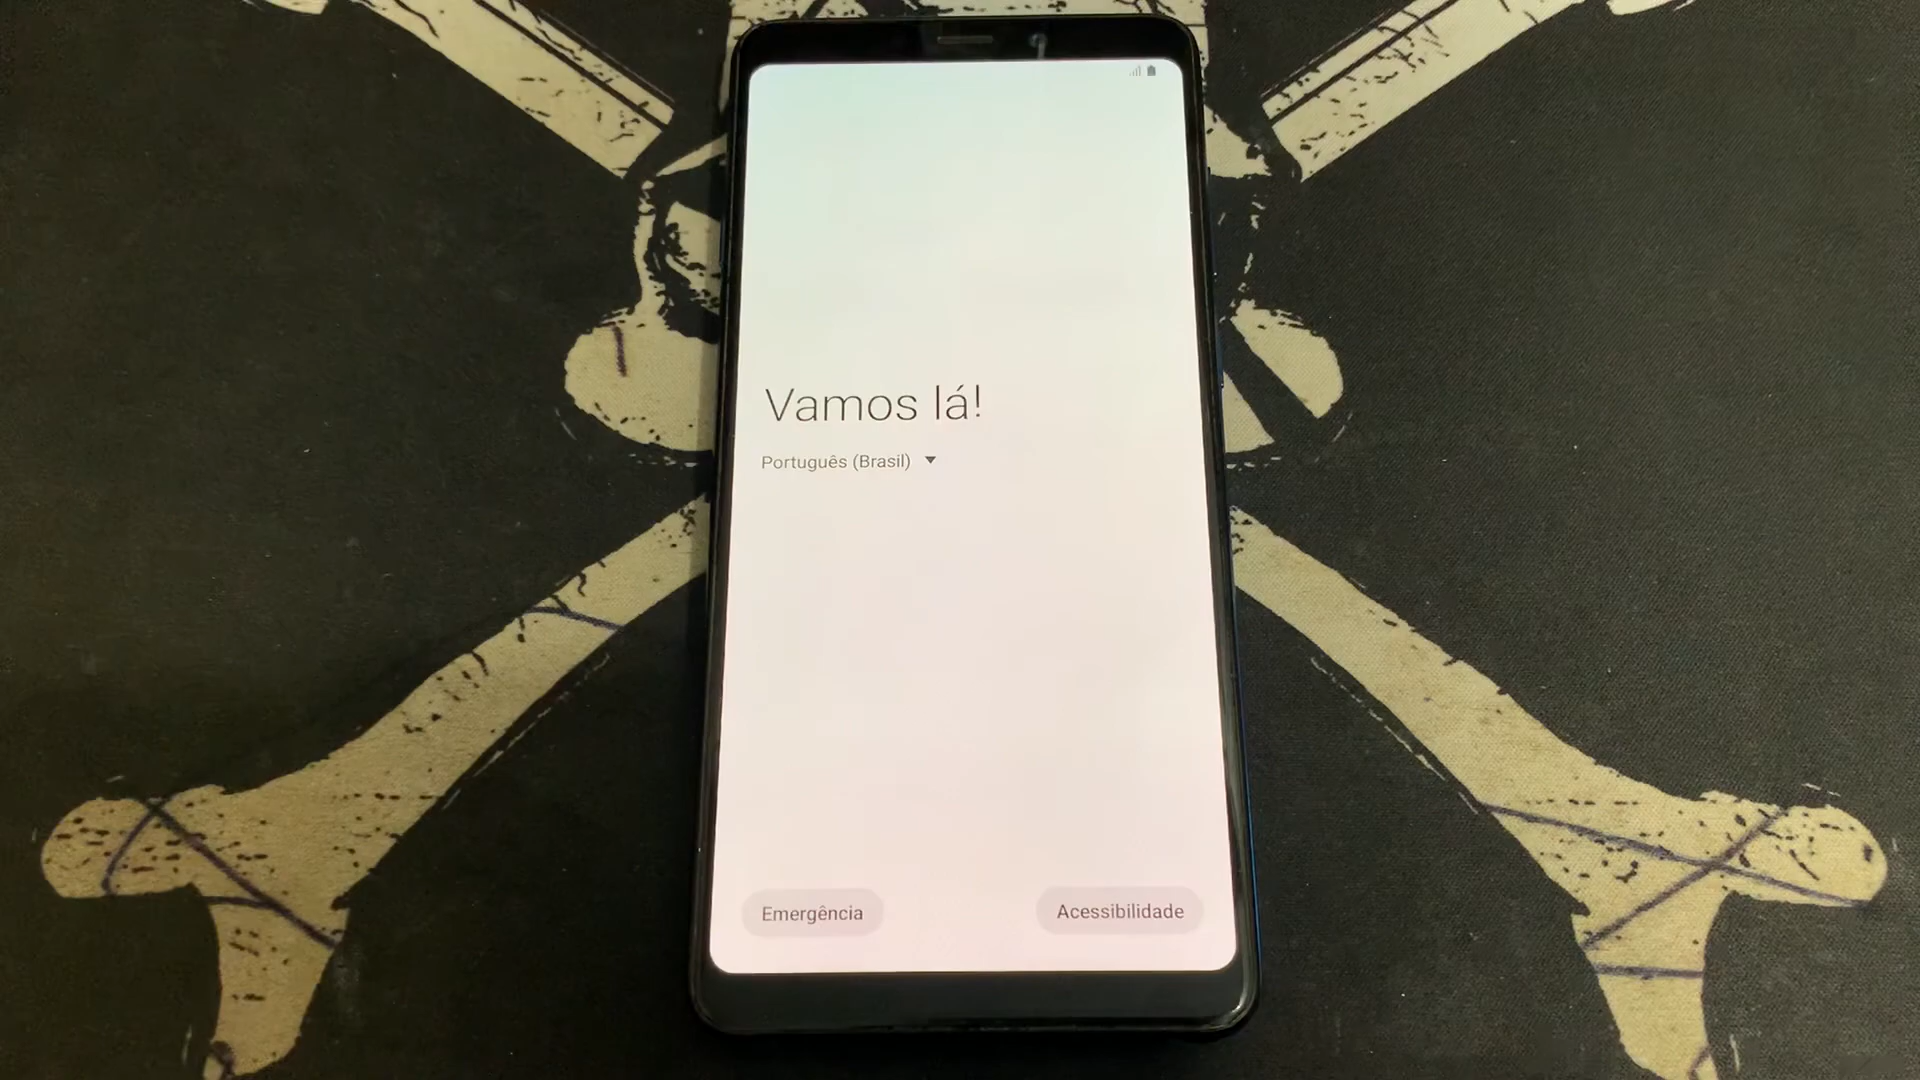 Vamos lá!
Português (Brasil)
Emergência
Acessibilidade